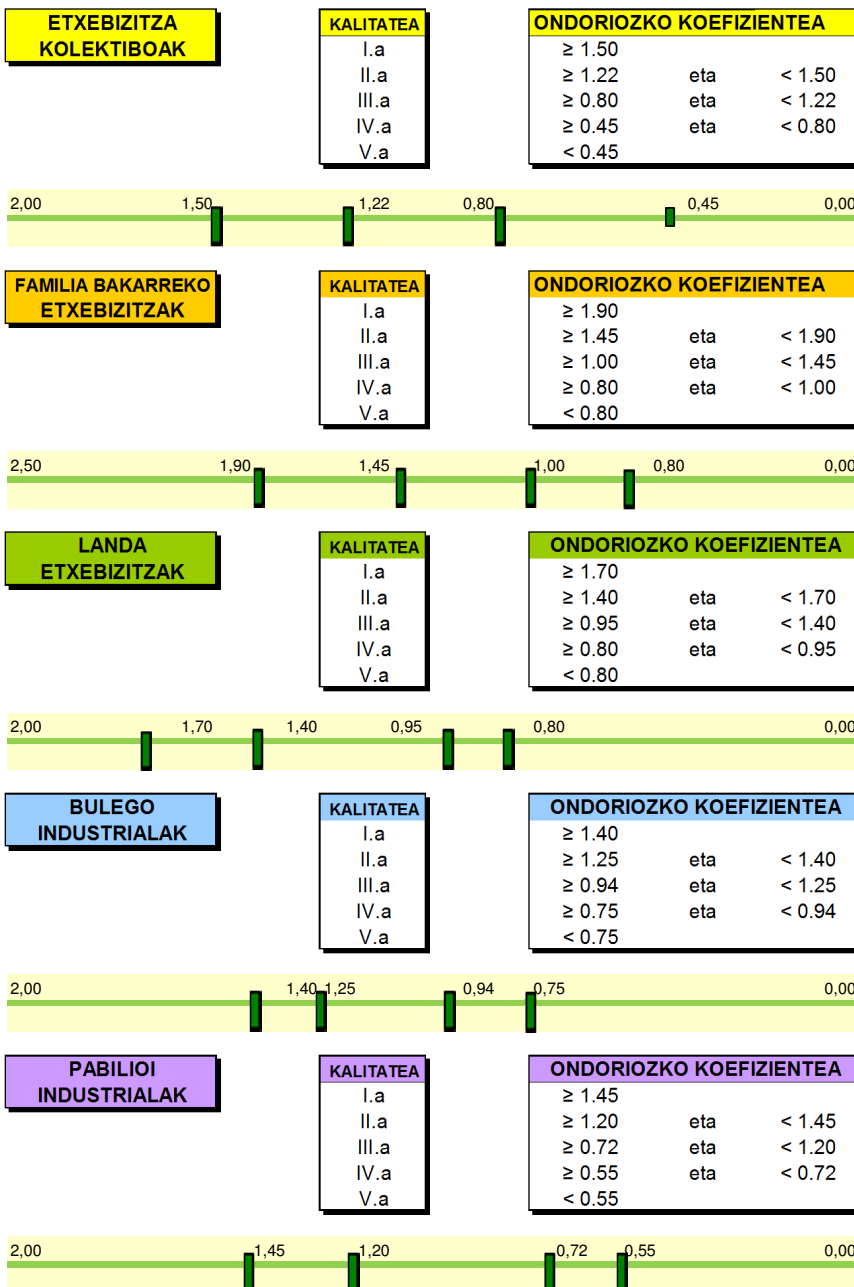 ETXEBIZITZA
KOLEKTIBOAK
KALITATEA ONDORIOZKO KOEFIZIENTEA
I.a ≥ 1.50
II.a ≥ 1.22 eta < 1.50
III.a ≥ 0.80 eta < 1.22
IV.a ≥ 0.45 eta < 0.80
V.a < 0.45
2,00 1,50 1,22 0,80 0,45 0,00
FAMILIA BAKARREKO
ETXEBIZITZAK
KALITATEA ONDORIOZKO KOEFIZIENTEA
I.a ≥ 1.90
II.a ≥ 1.45 eta < 1.90
III.a ≥ 1.00 eta < 1.45
IV.a ≥ 0.80 eta < 1.00
V.a < 0.80
2,50 1,90 1,45 1,00 0,80 0,00
LANDA
ETXEBIZITZAK
KALITATEA ONDORIOZKO KOEFIZIENTEA
I.a ≥ 1.70
II.a ≥ 1.40 eta < 1.70
III.a ≥ 0.95 eta < 1.40
IV.a ≥ 0.80 eta < 0.95
V.a < 0.80
2,00 1,70 1,40 0,95 0,80 0,00
BULEGO
INDUSTRIALAK
KALITATEA ONDORIOZKO KOEFIZIENTEA
I.a ≥ 1.40
II.a ≥ 1.25 eta < 1.40
III.a ≥ 0.94 eta < 1.25
IV.a ≥ 0.75 eta < 0.94
V.a < 0.75
2,00 1,40 1,25 0,94 0,75 0,00
PABILIOI
INDUSTRIALAK
KALITATEA ONDORIOZKO KOEFIZIENTEA
I.a ≥ 1.45
II.a ≥ 1.20 eta < 1.45
III.a ≥ 0.72 eta < 1.20
IV.a ≥ 0.55 eta < 0.72
V.a < 0.55
2,00 1,45 1,20 0,72 0,55 0,00